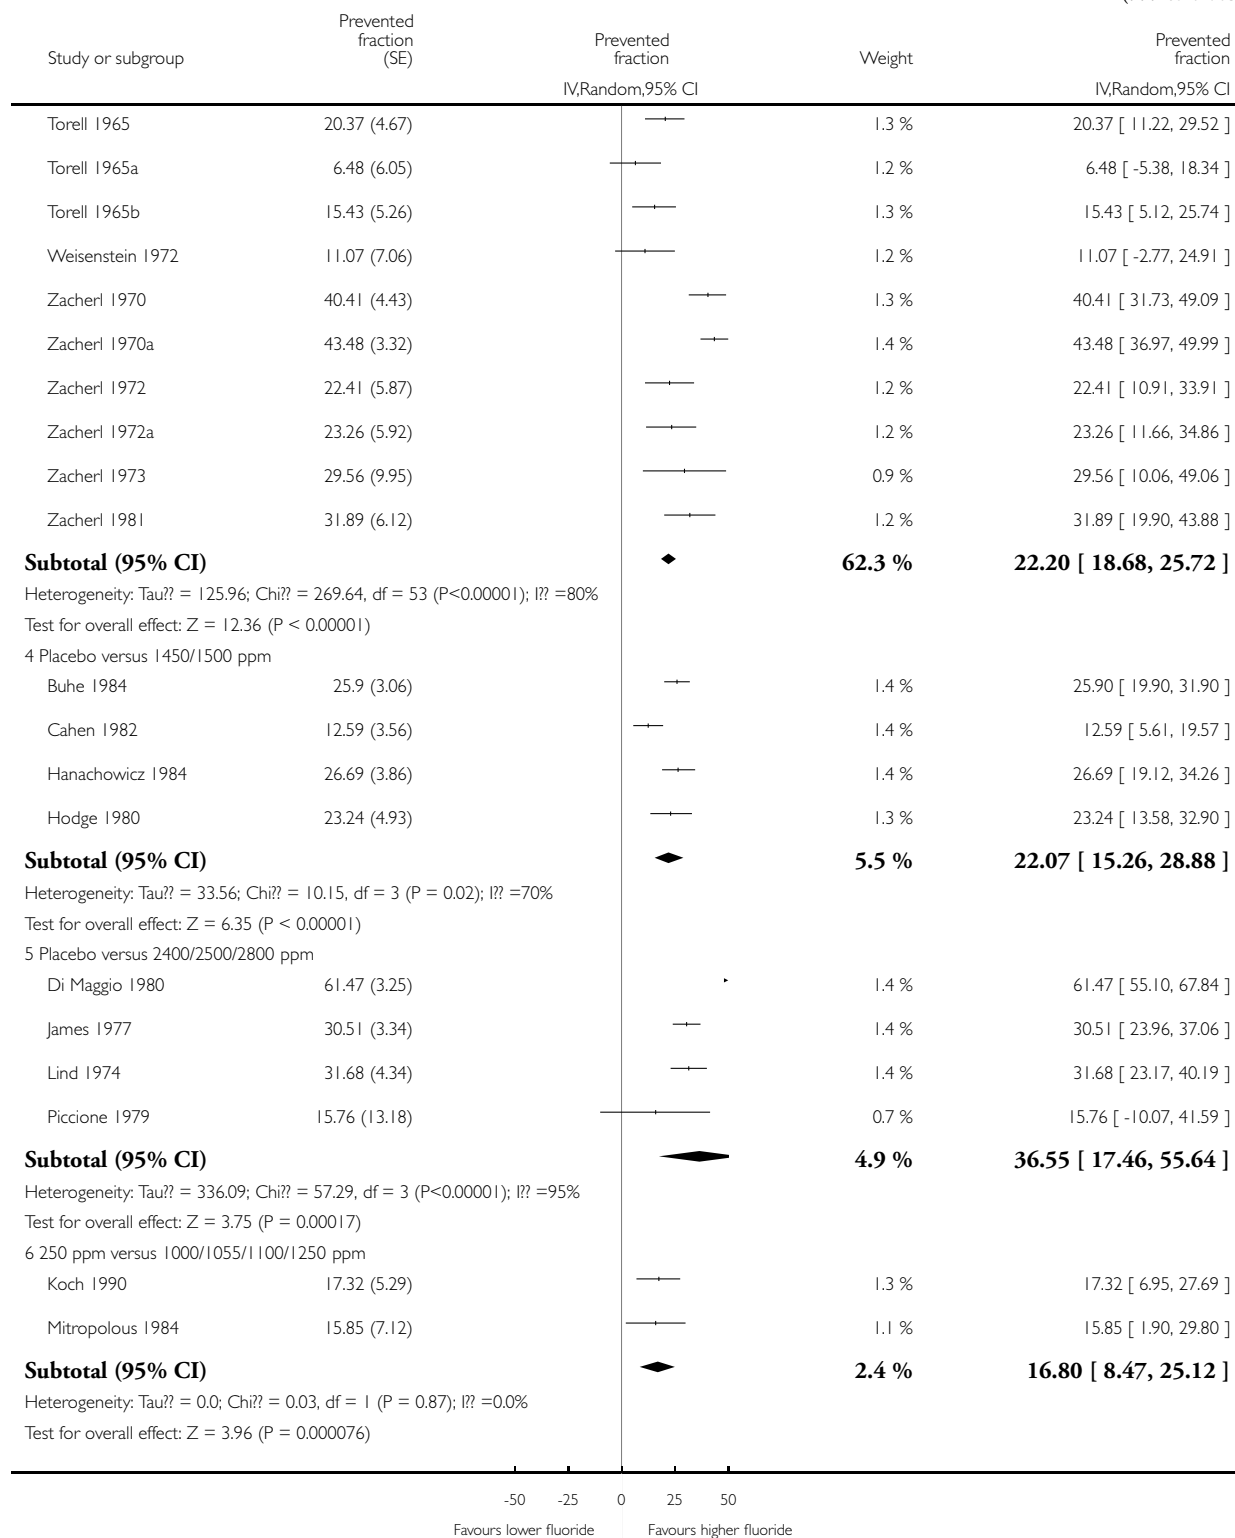 Study or subgroup Prevented fraction (SE) Prevented fraction Weight Prevented fraction
IV,Random,95% CI IV,Random,95% CI
Torell 1965 20.37 (4.67) 1.3 % 20.37 [ 11.22, 29.52 ]
Torell 1965a 6.48 (6.05) 1.2 % 6.48 [ -5.38, 18.34 ]
Torell 1965b 15.43 (5.26) 1.3 % 15.43 [ 5.12, 25.74 ]
Weisenstein 1972 11.07 (7.06) 1.2 % 11.07 [ -2.77, 24.91 ]
Zacherl 1970 40.41 (4.43) 1.3 % 40.41 [ 31.73, 49.09 ]
Zacherl 1970a 43.48 (3.32) 1.4 % 43.48 [ 36.97, 49.99 ]
Zacherl 1972 22.41 (5.87) 1.2 % 22.41 [ 10.91, 33.91 ]
Zacherl 1972a 23.26 (5.92) 1.2 % 23.26 [ 11.66, 34.86 ]
Zacherl 1973 29.56 (9.95) 0.9 % 29.56 [ 10.06, 49.06 ]
Zacherl 1981 31.89 (6.12) 1.2 % 31.89 [ 19.90, 43.88 ]
Subtotal (95% CI) 62.3 % 22.20 [ 18.68, 25.72 ]
Heterogeneity: Tau?? = 125.96; Chi?? = 269.64, df = 53 (P<0.00001); I?? =80%
Test for overall effect: Z = 12.36 (P < 0.00001)
4 Placebo versus 1450/1500 ppm
Buhe 1984 25.9 (3.06) 1.4 % 25.90 [ 19.90, 31.90 ]
Cahen 1982 12.59 (3.56) 1.4 % 12.59 [ 5.61, 19.57 ]
Hanachowicz 1984 26.69 (3.86) 1.4 % 26.69 [ 19.12, 34.26 ]
Hodge 1980 23.24 (4.93) 1.3 % 23.24 [ 13.58, 32.90 ]
Subtotal (95% CI) 5.5 % 22.07 [ 15.26, 28.88 ]
Heterogeneity: Tau?? = 33.56; Chi?? = 10.15, df = 3 (P = 0.02); I?? =70%
Test for overall effect: Z = 6.35 (P < 0.00001)
5 Placebo versus 2400/2500/2800 ppm
Di Maggio 1980 61.47 (3.25) 1.4 % 61.47 [ 55.10, 67.84 ]
James 1977 30.51 (3.34) 1.4 % 30.51 [ 23.96, 37.06 ]
Lind 1974 31.68 (4.34) 1.4 % 31.68 [ 23.17, 40.19 ]
Piccione 1979 15.76 (13.18) 0.7 % 15.76 [ -10.07, 41.59 ]
Subtotal (95% CI) 4.9 % 36.55 [ 17.46, 55.64 ]
Heterogeneity: Tau?? = 336.09; Chi?? = 57.29, df = 3 (P<0.00001); I?? =95%
Test for overall effect: Z = 3.75 (P = 0.00017)
6 250 ppm versus 1000/1055/1100/1250 ppm
Koch 1990 17.32 (5.29) 1.3 % 17.32 [ 6.95, 27.69 ]
Mitropolous 1984 15.85 (7.12) 1.1 % 15.85 [ 1.90, 29.80 ]
Subtotal (95% CI) 2.4 % 16.80 [ 8.47, 25.12 ]
Heterogeneity: Tau?? = 0.0; Chi?? = 0.03, df = 1 (P = 0.87); I?? =0.0%
Test for overall effect: Z = 3.96 (P = 0.000076)
-50 -25 0 25 50
Favours lower fluoride Favours higher fluoride